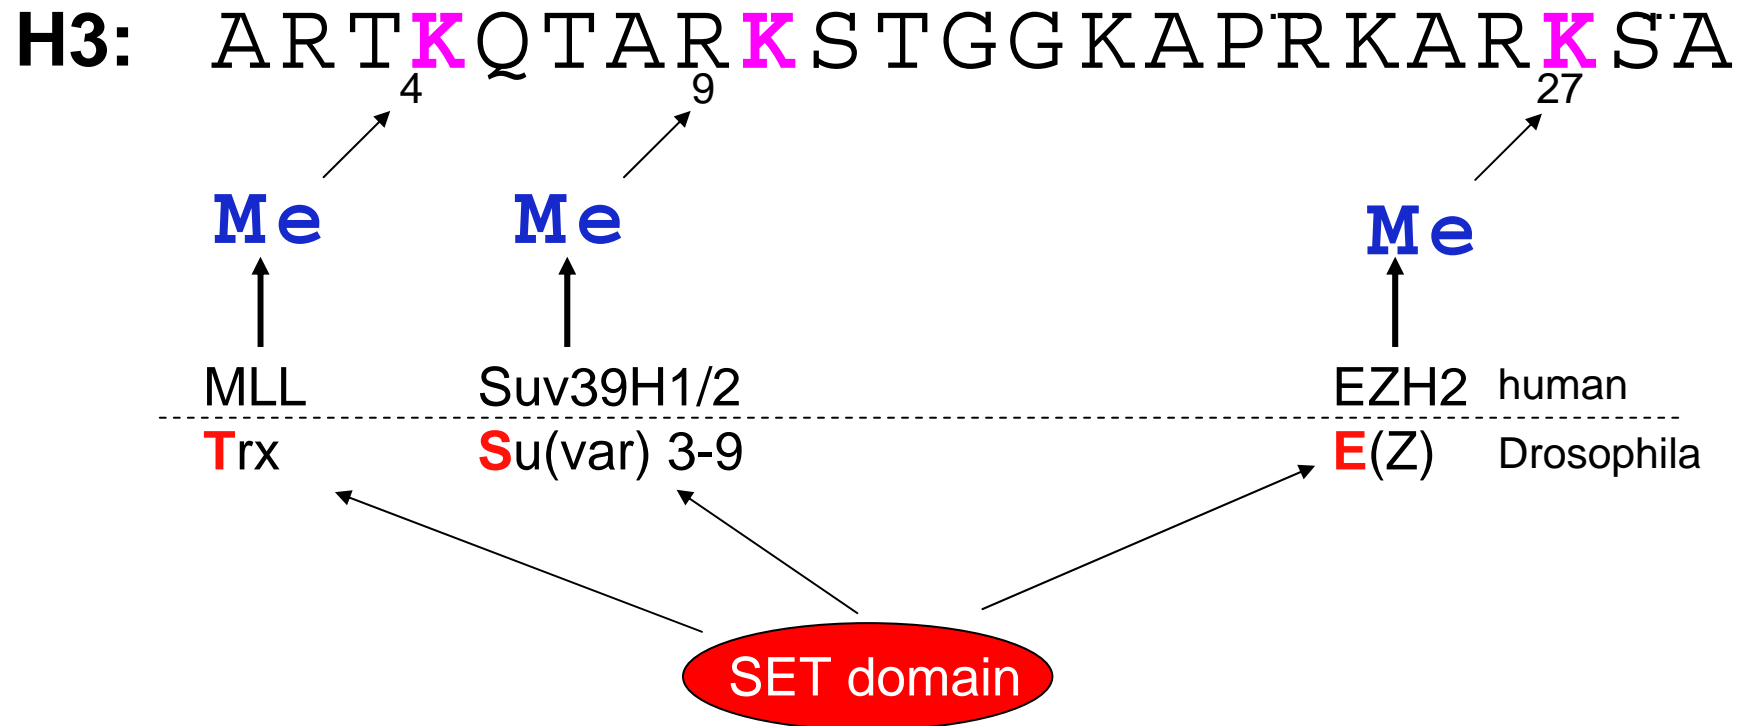 H3: ARTKQTARKSTGGKAPRKARKSA
4 9 27
Me Me Me
MLL Suv39H1/2 EZH2 human
Trx Su(var) 3-9 E(Z) Drosophila
SET domain